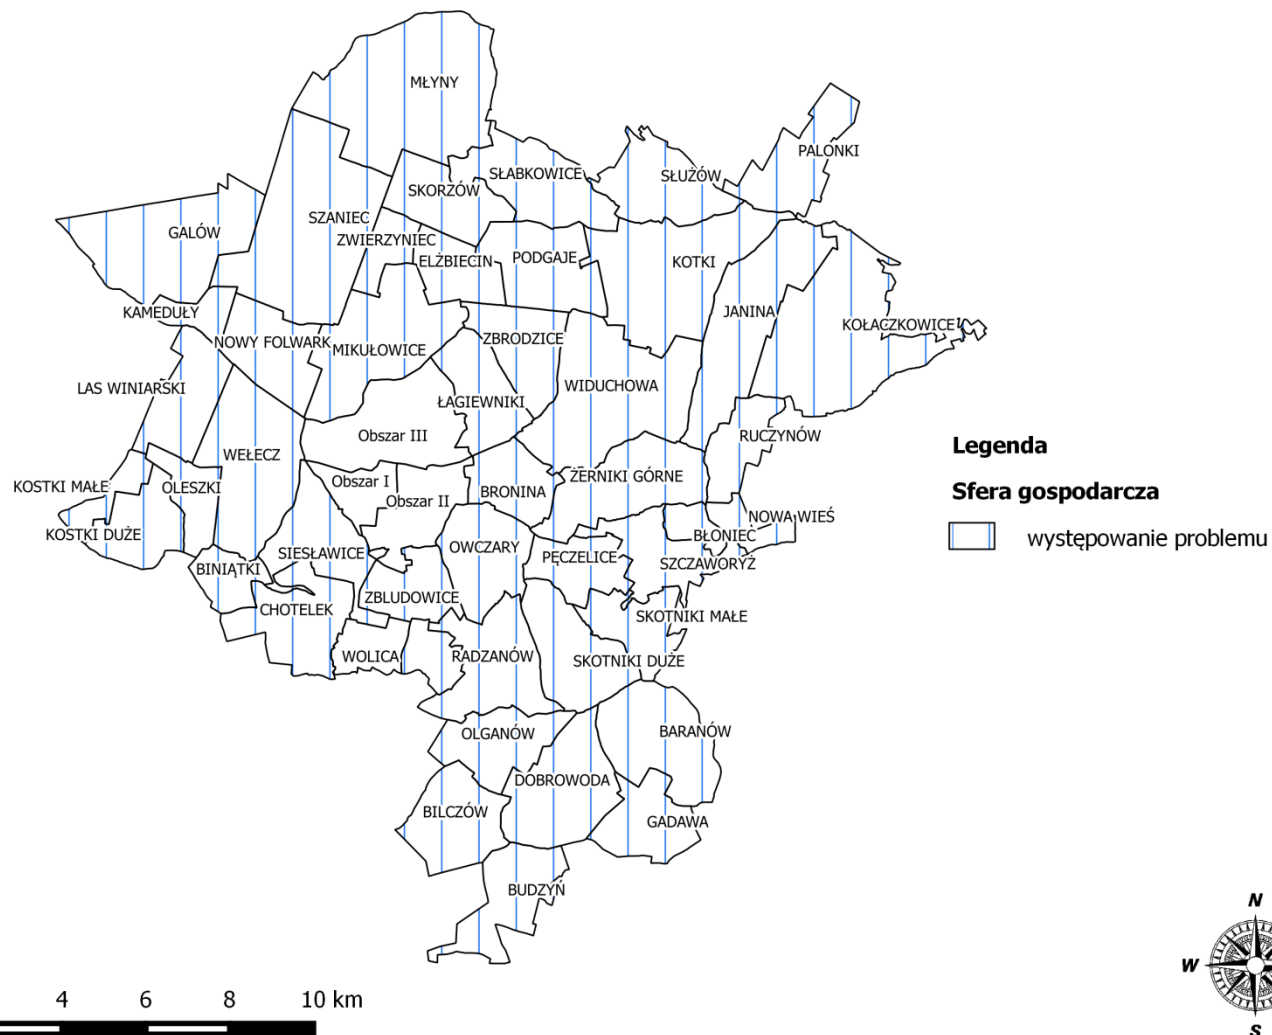 MŁYNY
PALONKI
SŁABKOWICE
SŁUŻÓW
SKORZÓW
SZANIEC
GALÓW
ZWIERZYNIEC
ELŻBIECIN
PODGAJE
KOTKI
KAMEDUŁY
JANINA
KOŁACZKOWICE
NOWY FOLWARK
MIKUŁOWICE
ZBRODZICE
LAS WINIARSKI
WIDUCHOWA
ŁAGIEWNIKI
Obszar III
RUCZYNÓW
WEŁECZ
Legenda
KOSTKI MAŁE
OLESZKI
Obszar I
Obszar II
BRONINA
ŻERNIKI GÓRNE
Sfera gospodarcza
KOSTKI DUŻE
NOWA WIEŚ
BŁONIEC
występowanie problemu
SIESŁAWICE
OWCZARY
PĘCZELICE
SZCZAWORYŻ
BINIĄTKI
ZBLUDOWICE
CHOTELEK
SKOTNIKI MAŁE
WOLICA
RADZANÓW
SKOTNIKI DUŻE
OLGANÓW
BARANÓW
DOBROWODA
BILCZÓW
GADAWA
BUDZYŃ
N
W
S
4 6 8 10 km